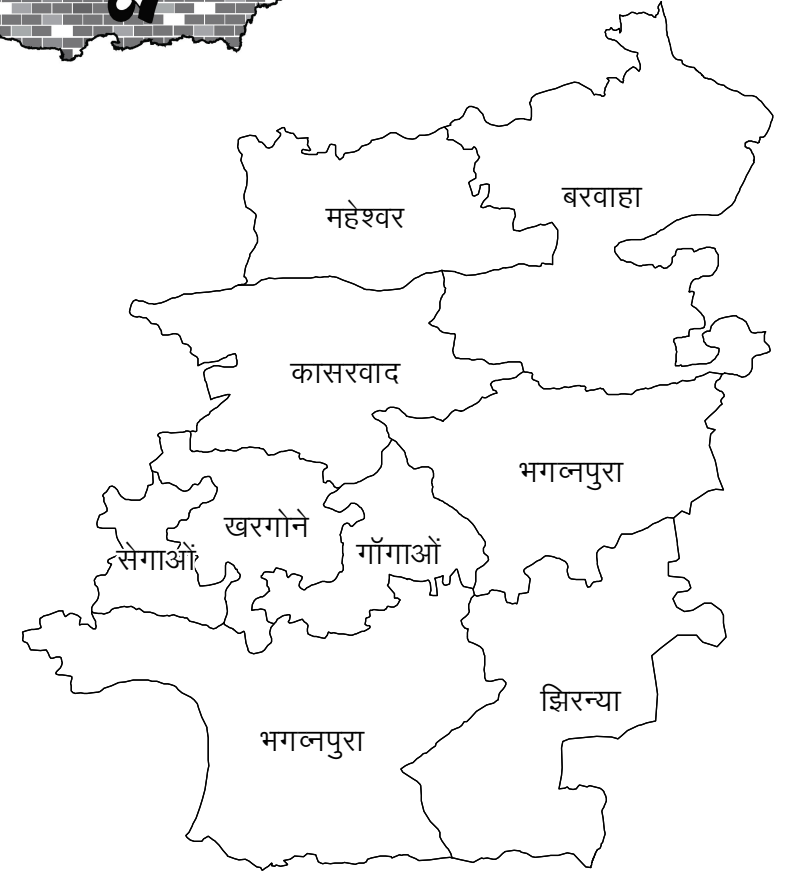 बरवाहा
महेश्वर
कासरवाद
भगव्नपुरा
खरगोने
गॉगाओं
सेगाओं
झिरन्या
भगव्नपुरा